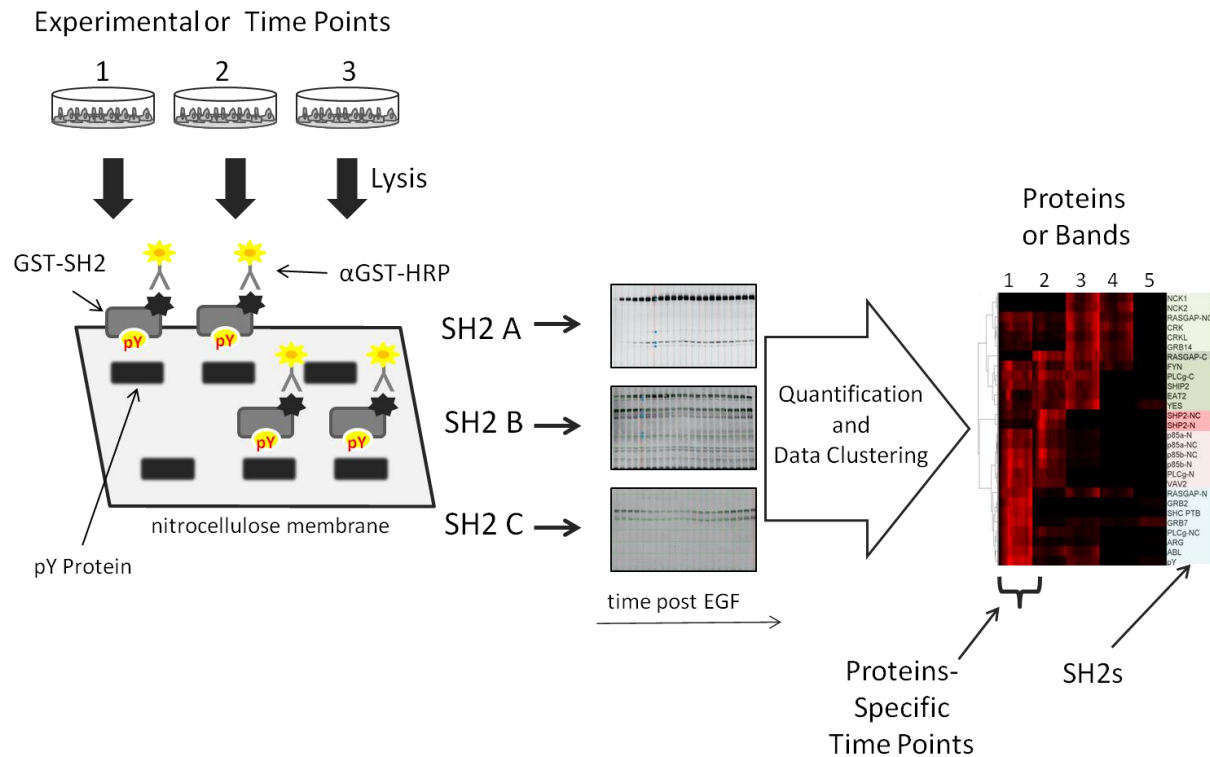 Experimental or Time Points
1 2 3
Lysis
GST-SH2
αGST-HRP
pY pY
pY pY
nitrocellulose membrane
pY Protein
SH2 A
SH2 B
SH2 C
time post EGF
Quantification
and
Data Clustering
Proteins
or Bands
1 2 3 4 5
NCK1
NCK2
RASGAP-NC
CRK
CRKL
GRB14
RASGAP-C
FYN
PLCg-C
SHIP2
EAT2
YES
SHP2-NC
SHP2-N
p85a-N
p85a-NC
p85b-NC
p85b-N
PLCg-N
VAV2
RASGAP-N
GRB2
SHC PTB
GRB7
PLCg-NC
ARG
ABL
pY
Proteins-
Specific
Time Points
SH2s